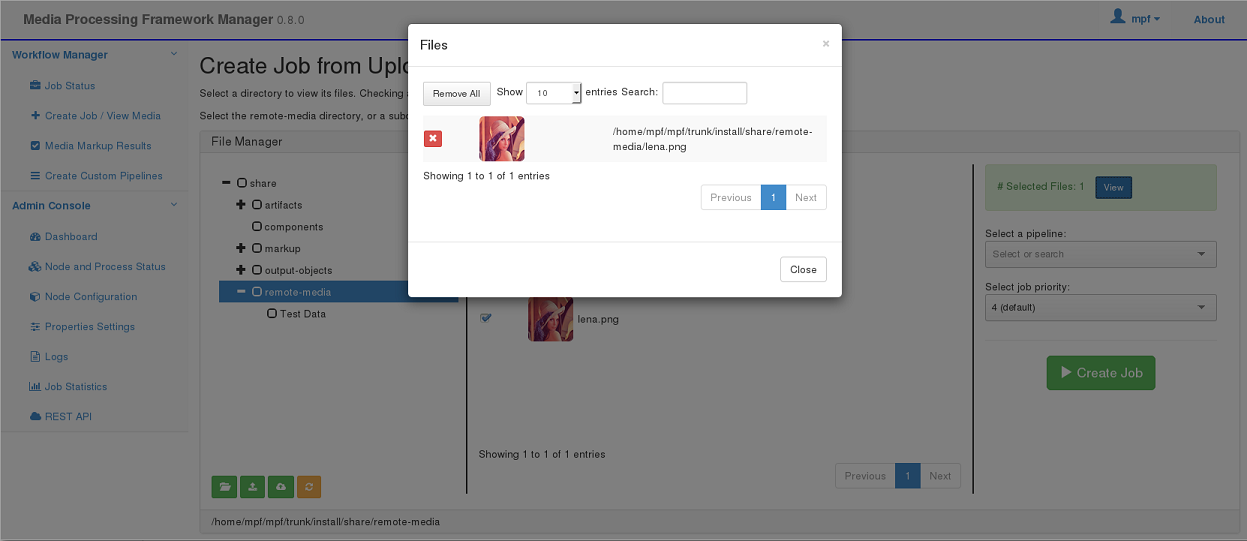 Media Processing Framework Manager 0.8.0
mpf
About
Workflow Manager
Job Status
Create Job / View Media
Media Markup Results
Create Custom Pipelines
Admin Console
Dashboard
Node and Process Status
Node Configuration
Properties Settings
Logs
Job Statistics
REST API
Create Job from Uplo
Select a directory to view its files. Checking
Select the remote-media directory, or a sub
File Manager
share
artifacts
components
markup
output-objects
remote-media
Test Data
/home/mpf/mpf/trunk/install/share/remote-media
Files
×
Remove All Show 10 entries Search:
/home/mpf/mpf/trunk/install/share/remote-
media/lena.png
Showing 1 to 1 of 1 entries
Previous 1 Next
Close
lena.png
Showing 1 to 1 of 1 entries
Previous 1 Next
# Selected Files: 1 View
Select a pipeline:
Select or search
Select job priority:
4 (default)
Create Job